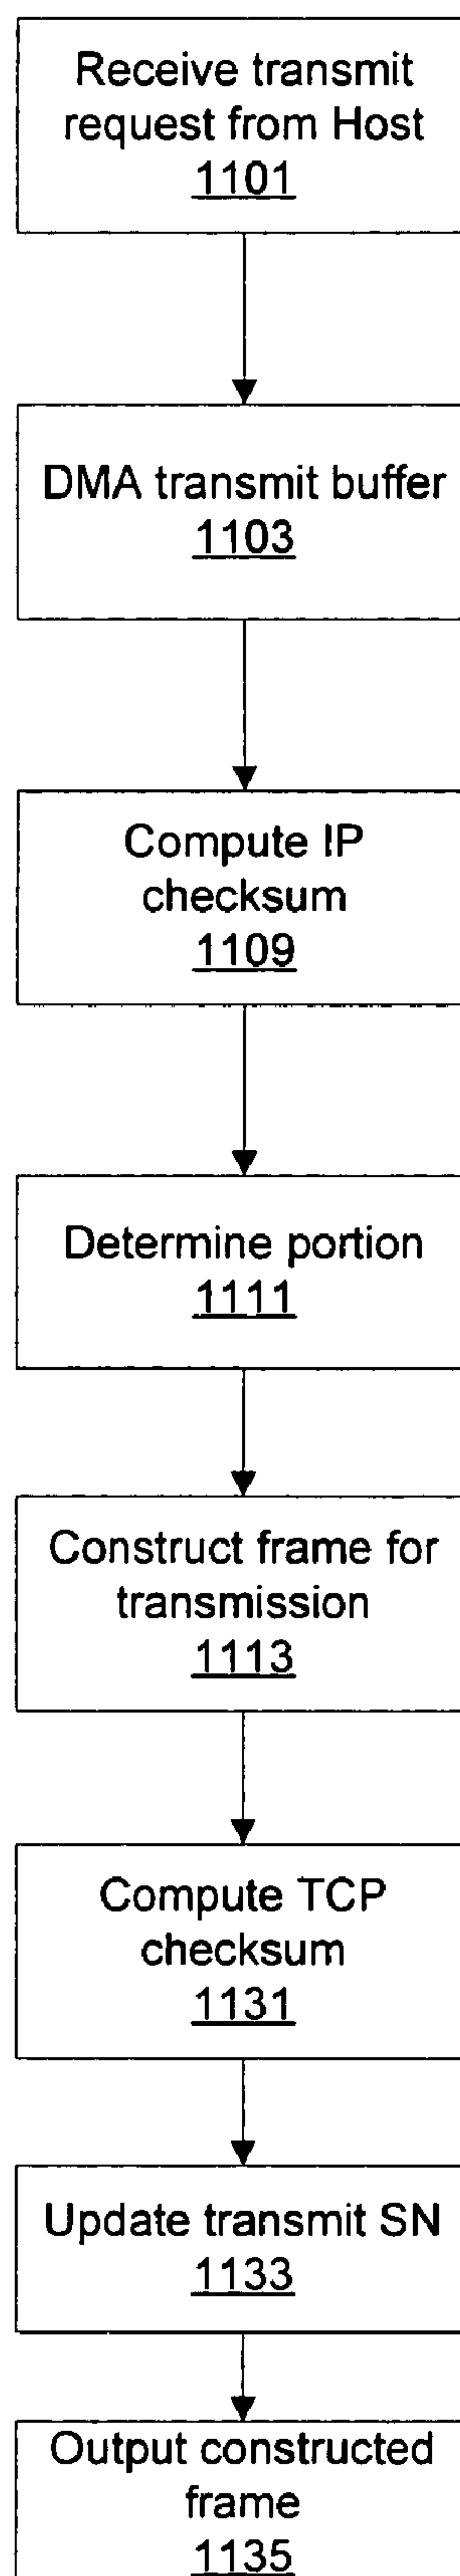 Receive transmit
request from Host
1101
DMA transmit buffer
1103
Compute IP
checksum
1109
Determine portion
1111
Construct frame for
transmission
1113
Compute TCP
checksum
1131
Update transmit SN
1133
Output constructed
frame
1135